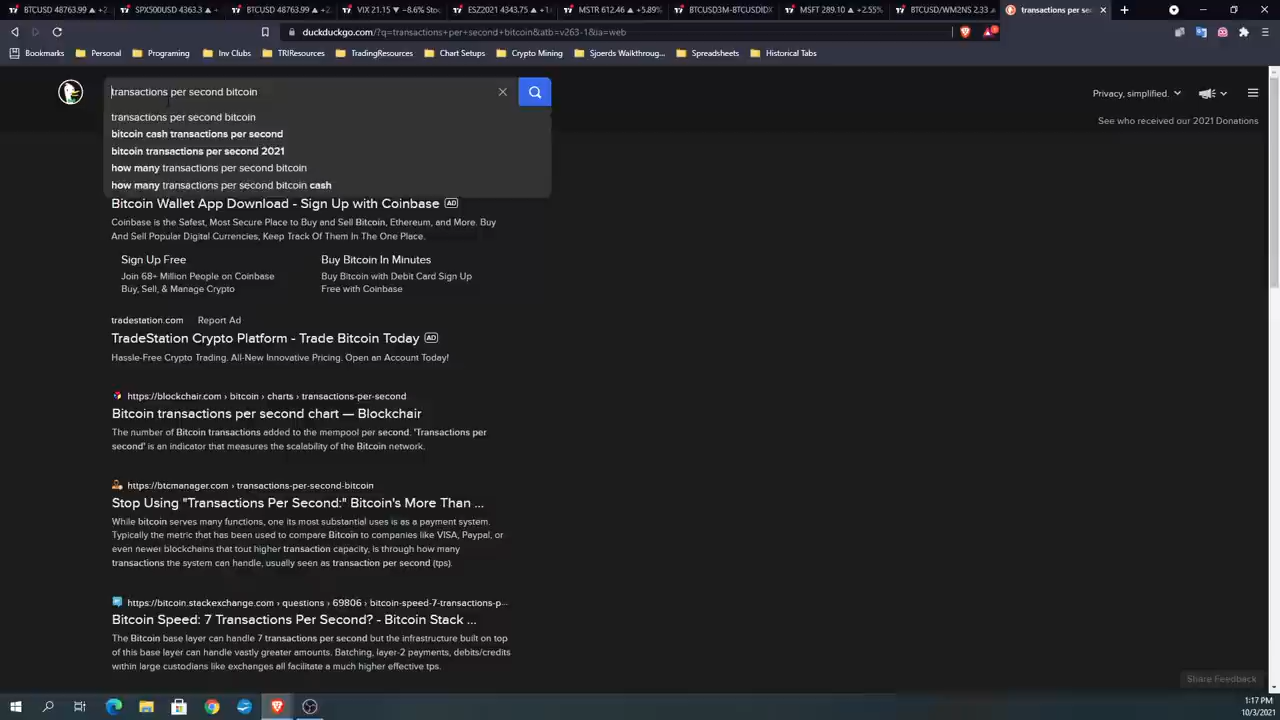 BTCUSD 48763.99 ▼ −2
SPX500USD 4363.3 ▲ +
BTCUSD 48763.99 ▼ −2
VIX 21.15 ▼ −8.6% Sto
ESZ2021 4343.75 ▲ +1.
MSTR 612.46 ▲ +5.89%
BTCUSD3M-BTCUSDIDX
MSFT 289.10 ▲ +2.55%
BTCUSD/WM2NS 2,33
transactions per sec
duckduckgo.com/?q=transactions+per+second+bitcoin&atb=v263-1&ia=web
Bookmarks Personal Programing Inv Clubs TRIResources TradingResources Chart Setups Crypto Mining Sjoerds Walkthroug... Spreadsheets Historical Tabs
transactions per second bitcoin
Privacy, simplified.
See who received our 2021 Donations
transactions per second bitcoin
bitcoin cash transactions per second
bitcoin transactions per second 2021
how many transactions per second bitcoin
how many transactions per second bitcoin cash
Bitcoin Wallet App Download - Sign Up with Coinbase AD
Coinbase is the Safest, Most Secure Place to Buy and Sell Bitcoin, Ethereum, and More. Buy
And Sell Popular Digital Currencies, Keep Track Of Them In The One Place.
Sign Up Free
Join 68+ Million People on Coinbase
Buy, Sell, & Manage Crypto
Buy Bitcoin In Minutes
Buy Bitcoin with Debit Card Sign Up
Free with Coinbase
tradestation.com Report Ad
TradeStation Crypto Platform - Trade Bitcoin Today AD
Hassle-Free Crypto Trading. All-New Innovative Pricing. Open an Account Today!
https://blockchair.com › bitcoin › charts › transactions-per-second
Bitcoin transactions per second chart — Blockchair
The number of Bitcoin transactions added to the mempool per second. 'Transactions per
second' is an indicator that measures the scalability of the Bitcoin network.
https://btcmanager.com › transactions-per-second-bitcoin
Stop Using "Transactions Per Second:" Bitcoin's More Than ...
While bitcoin serves many functions, one its most substantial uses is as a payment system.
Typically the metric that has been used to compare Bitcoin to companies like VISA, Paypal, or
even newer blockchains that tout higher transaction capacity, is through how many
transactions the system can handle, usually seen as transaction per second (tps).
https://bitcoin.stackexchange.com › questions › 69806 › bitcoin-speed-7-transactions-p...
Bitcoin Speed: 7 Transactions Per Second? - Bitcoin Stack ...
The Bitcoin base layer can handle 7 transactions per second but the infrastructure built on top
of this base layer can handle vastly greater amounts. Batching, layer-2 payments, debits/credits
within large custodians like exchanges all facilitate a much higher effective tps.
Share Feedback
1:17 PM
10/3/2021